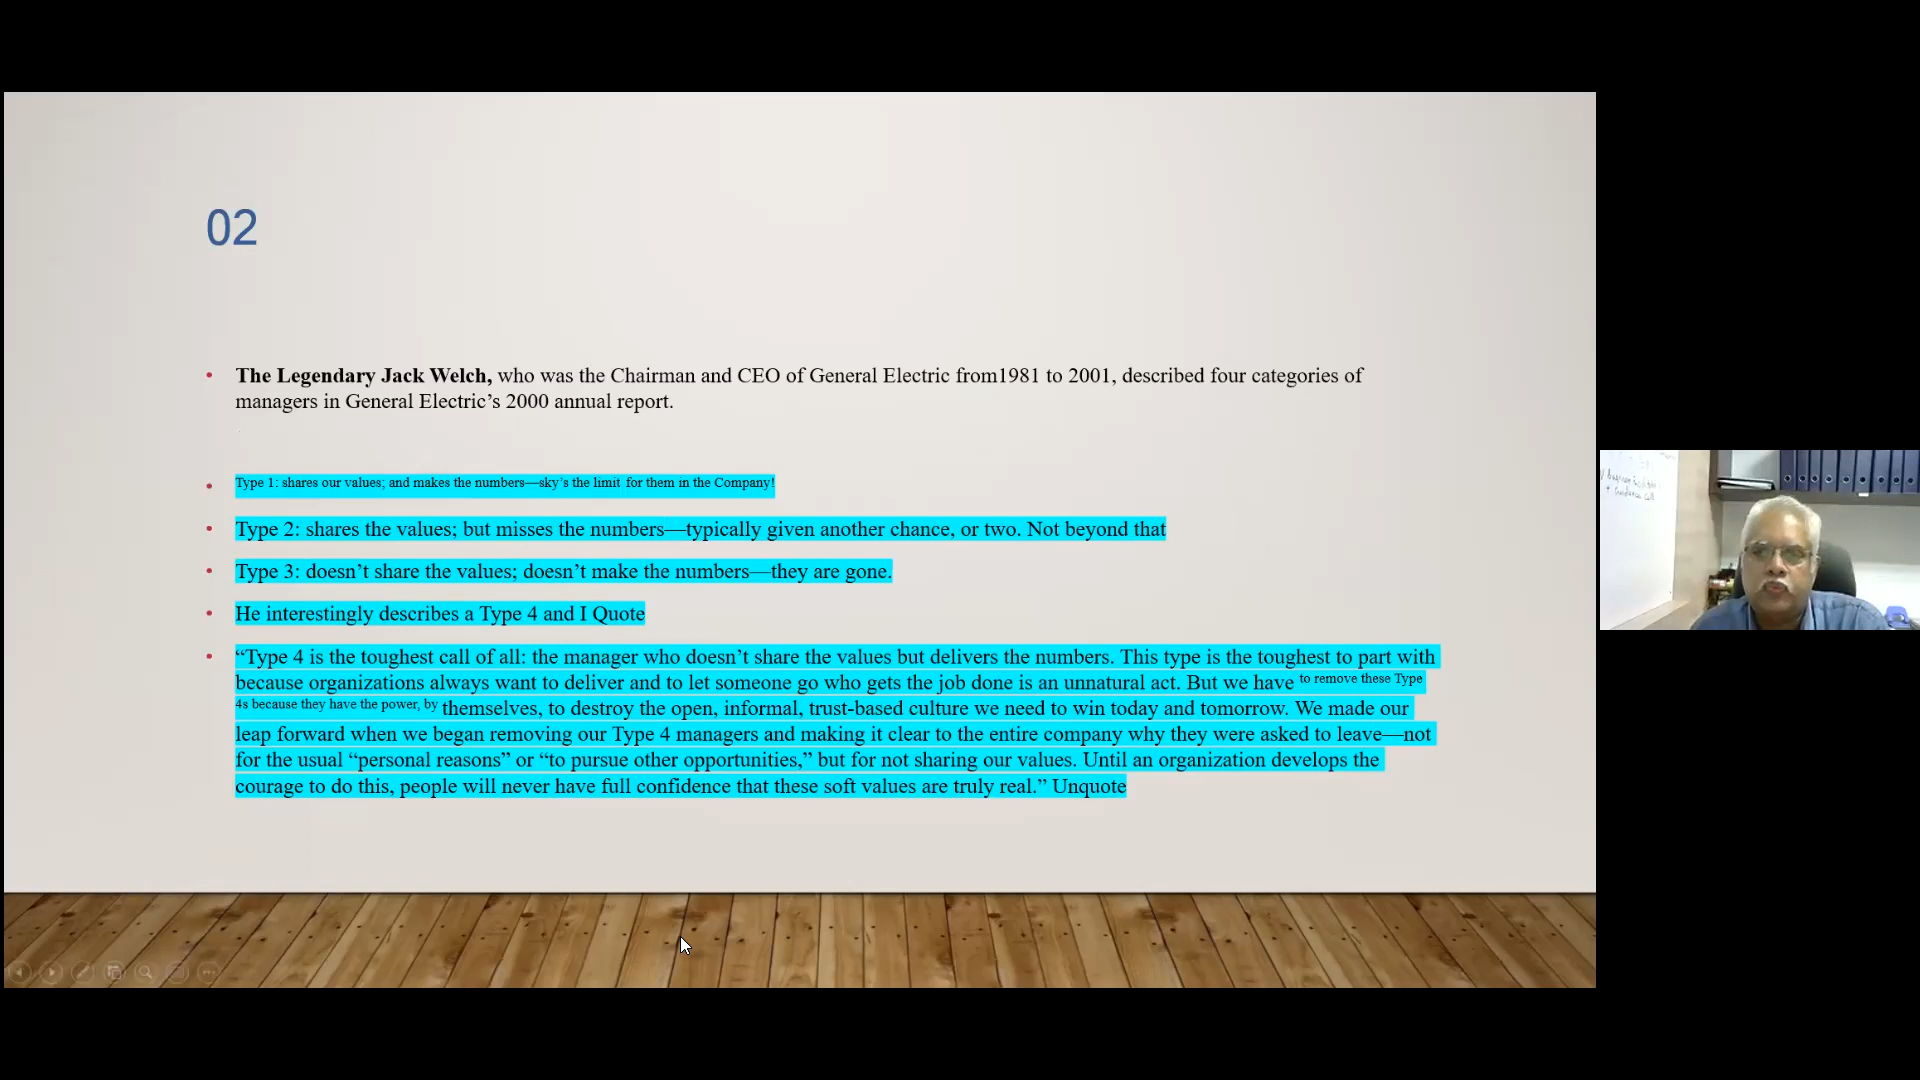 02
The Legendary Jack Welch, who was the Chairman and CEO of General Electric from1981 to 2001, described four categories of
managers in General Electric’s 2000 annual report.
Type 1: shares our values; and makes the numbers—sky’s the limit for them in the Company!
Type 2: shares the values; but misses the numbers—typically given another chance, or two. Not beyond that
Type 3: doesn’t share the values; doesn’t make the numbers—they are gone.
He interestingly describes a Type 4 and I Quote
“Type 4 is the toughest call of all: the manager who doesn’t share the values but delivers the numbers. This type is the toughest to part with
because organizations always want to deliver and to let someone go who gets the job done is an unnatural act. But we have to remove these Type
4s because they have the power, by themselves, to destroy the open, informal, trust-based culture we need to win today and tomorrow. We made our
leap forward when we began removing our Type 4 managers and making it clear to the entire company why they were asked to leave—not
for the usual “personal reasons” or “to pursue other opportunities,” but for not sharing our values. Until an organization develops the
courage to do this, people will never have full confidence that these soft values are truly real.” Unquote